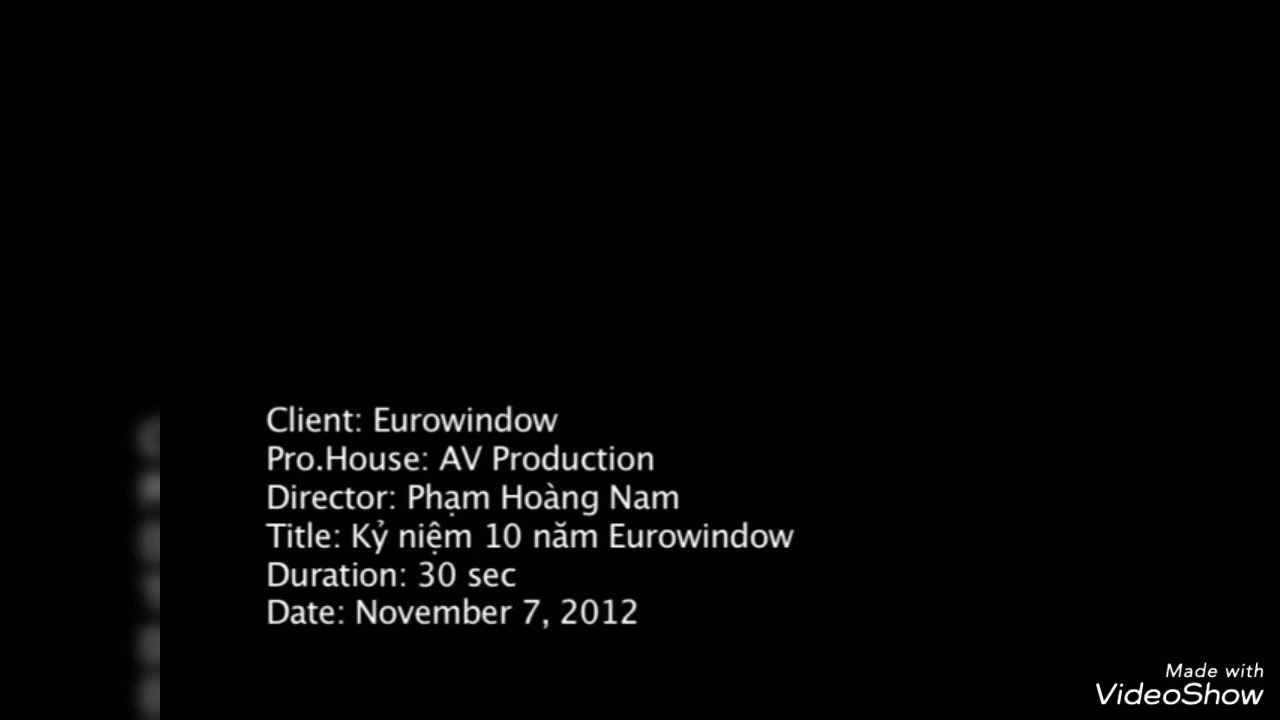 Client: Eurowindow
Pro.House: AV Production
Director: Phạm Hoàng Nam
Title: Kỷ niệm 10 năm Eurowindow
Duration: 30 sec
Date: November 7, 2012
Made with
VideoShow